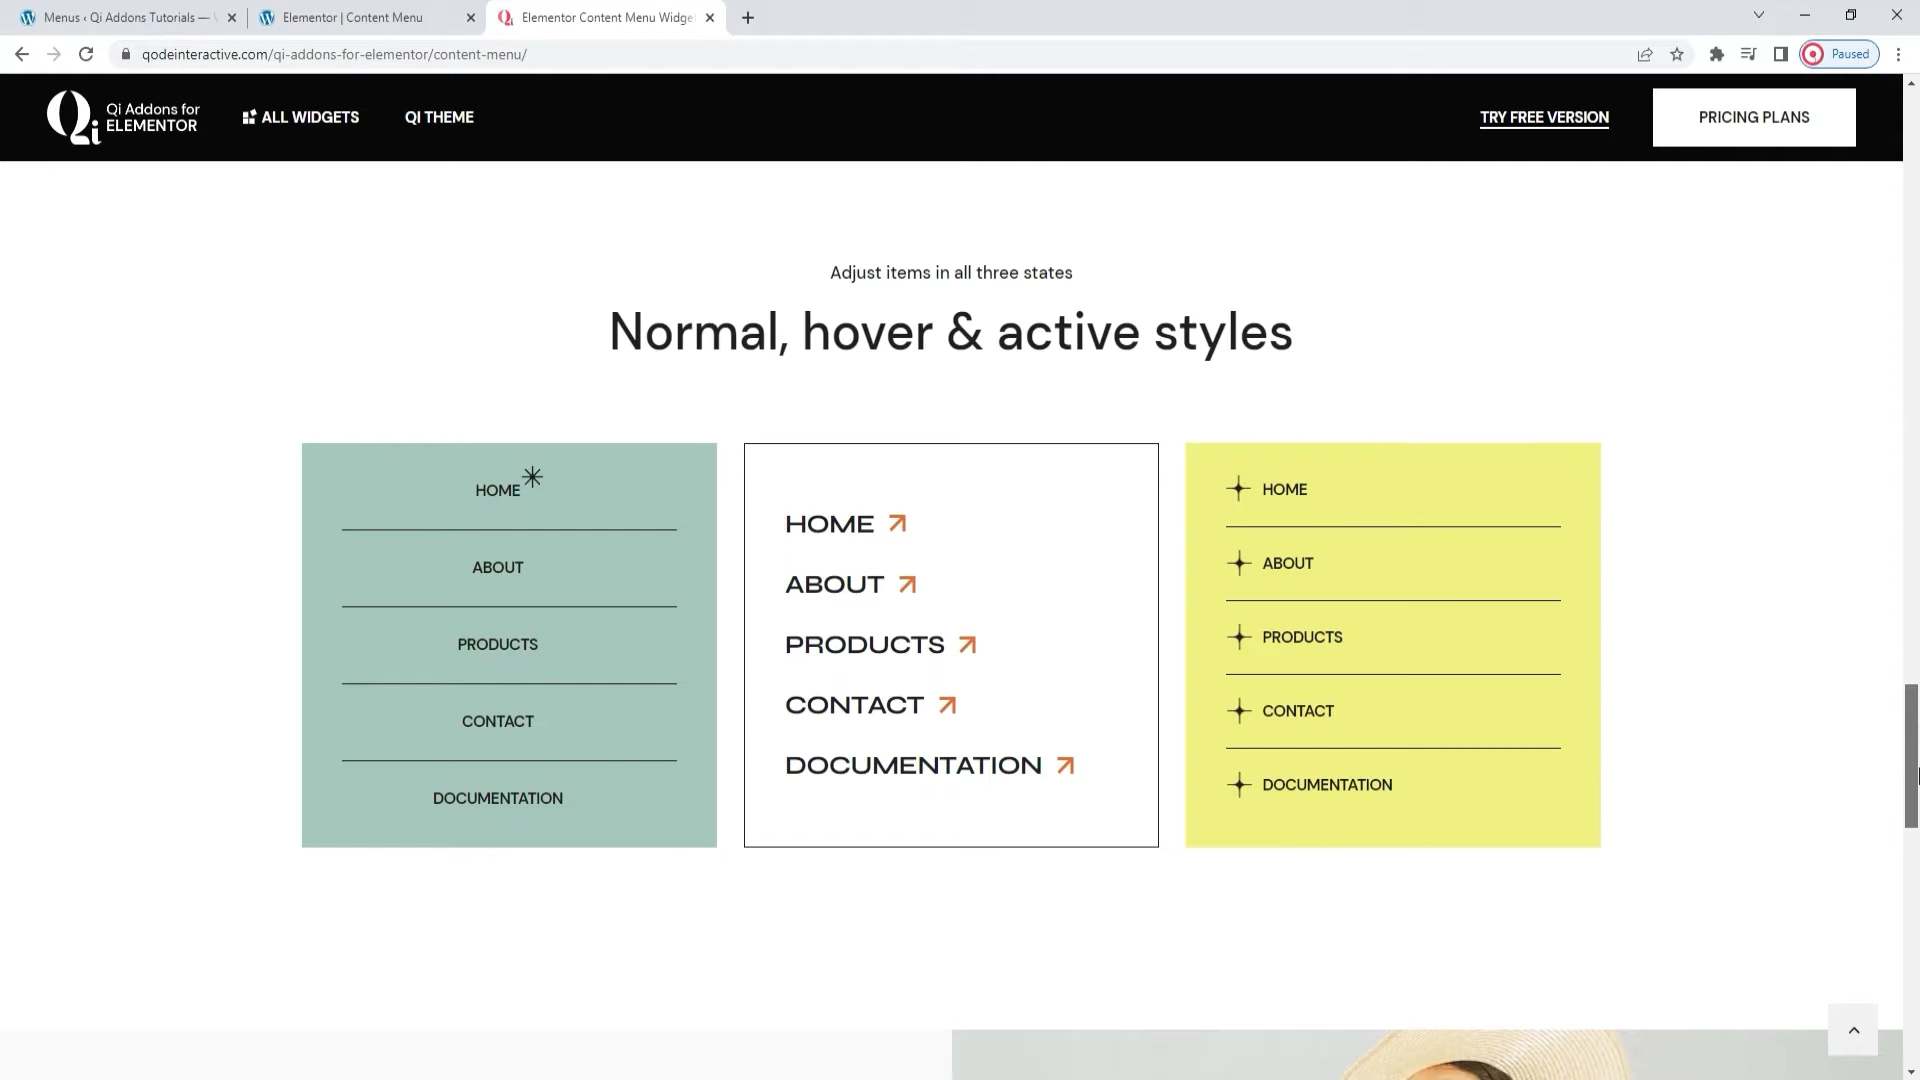 Menus ‹ Qi Addons Tutorials —
Elementor | Content Menu
Elementor Content Menu Widge
qodeinteractive.com/qi-addons-for-elementor/content-menu/
Paused
Qi Addons for
ELEMENTOR
ALL WIDGETS
QI THEME
TRY FREE VERSION
PRICING PLANS
Adjust items in all three states
Normal, hover & active styles
HOME
ABOUT
PRODUCTS
CONTACT
DOCUMENTATION
HOME
ABOUT
PRODUCTS
CONTACT
DOCUMENTATION
HOME
ABOUT
PRODUCTS
CONTACT
DOCUMENTATION